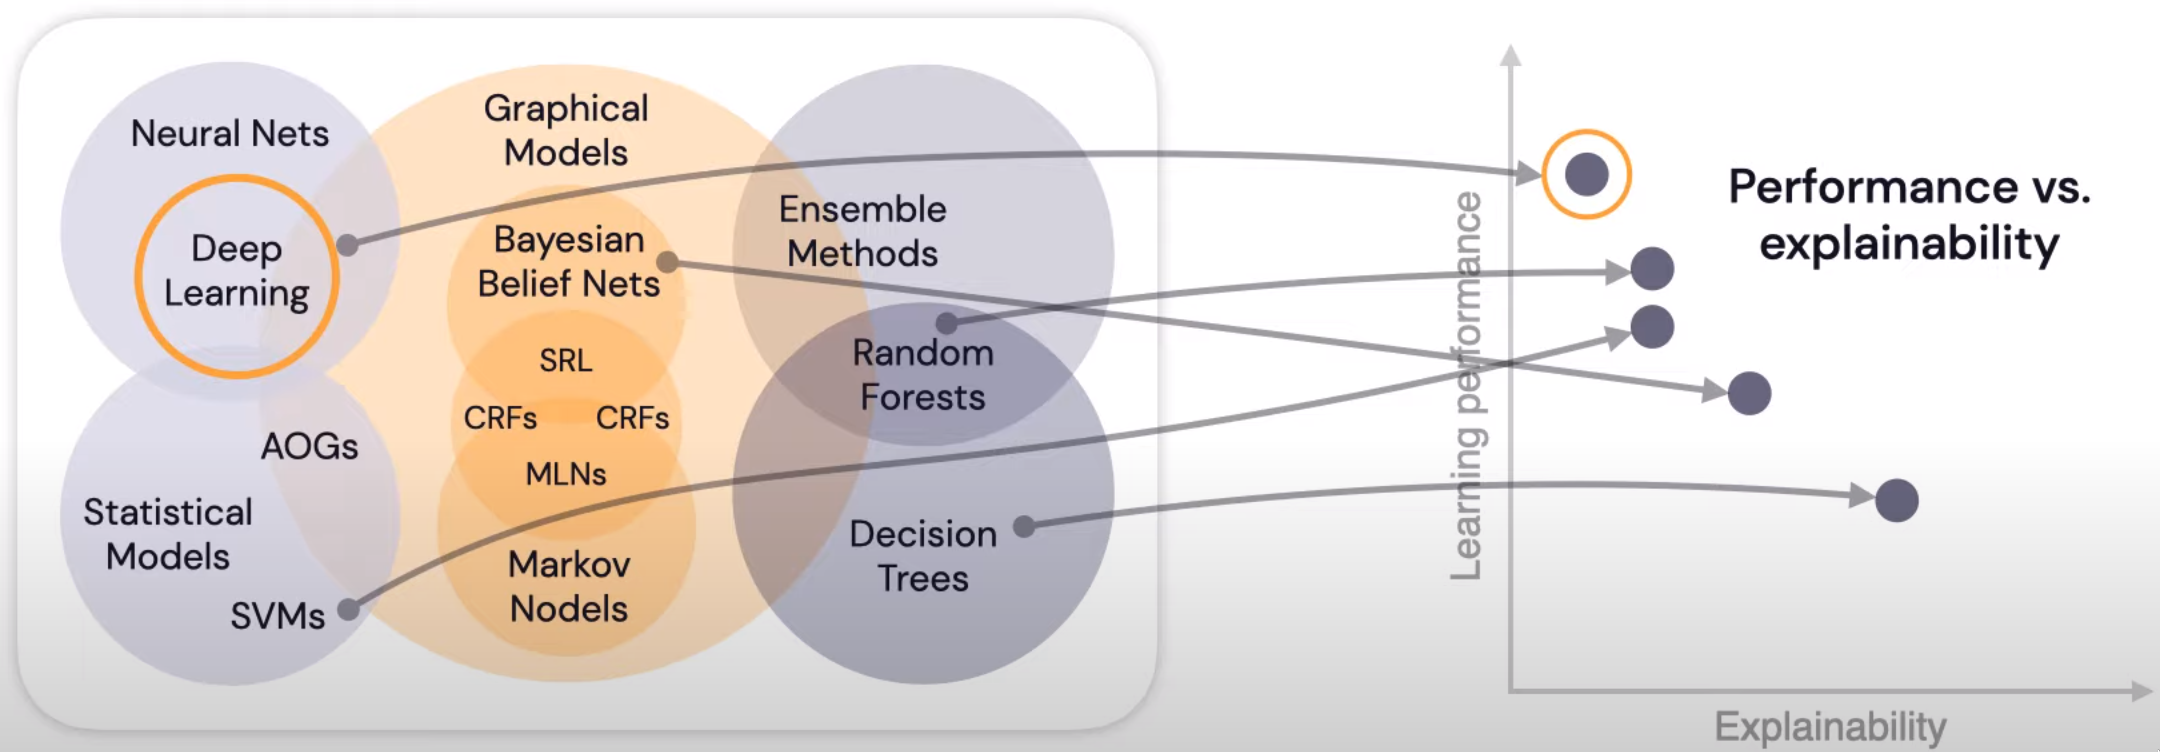 Neural Nets
Deep
Learning
Graphical
Models
Bayesian
Belief Nets
SRL
CRFs
CRFs
MLNs
Markov
Nodels
AOGs
Statistical
Models
SVMs
Ensemble
Methods
Random
Forests
Decision
Trees
Learning performance
Performance vs.
explainability
Explainability